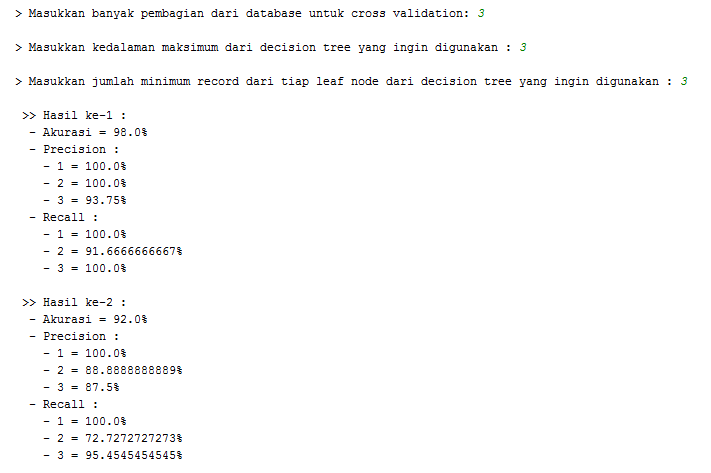 > Masukkan banyak pembagian dari database untuk cross validation: 3
> Masukkan kedalaman maksimum dari decision tree yang ingin digunakan : 3
> Masukkan jumlah minimum record dari tiap leaf node dari decision tree yang ingin digunakan : 3
>> Hasil ke-1 :
- Akurasi = 98.0%
- Precision :
- 1 = 100.0%
- 2 = 100.0%
- 3 = 93.75%
- Recall :
- 1 = 100.0%
- 2 = 91.6666666667%
- 3 = 100.0%
>> Hasil ke-2 :
- Akurasi = 92.0%
- Precision :
- 1 = 100.0%
- 2 = 88.8888888889%
- 3 = 87.5%
- Recall :
- 1 = 100.0%
- 2 = 72.7272727273%
- 3 = 95.4545454545%